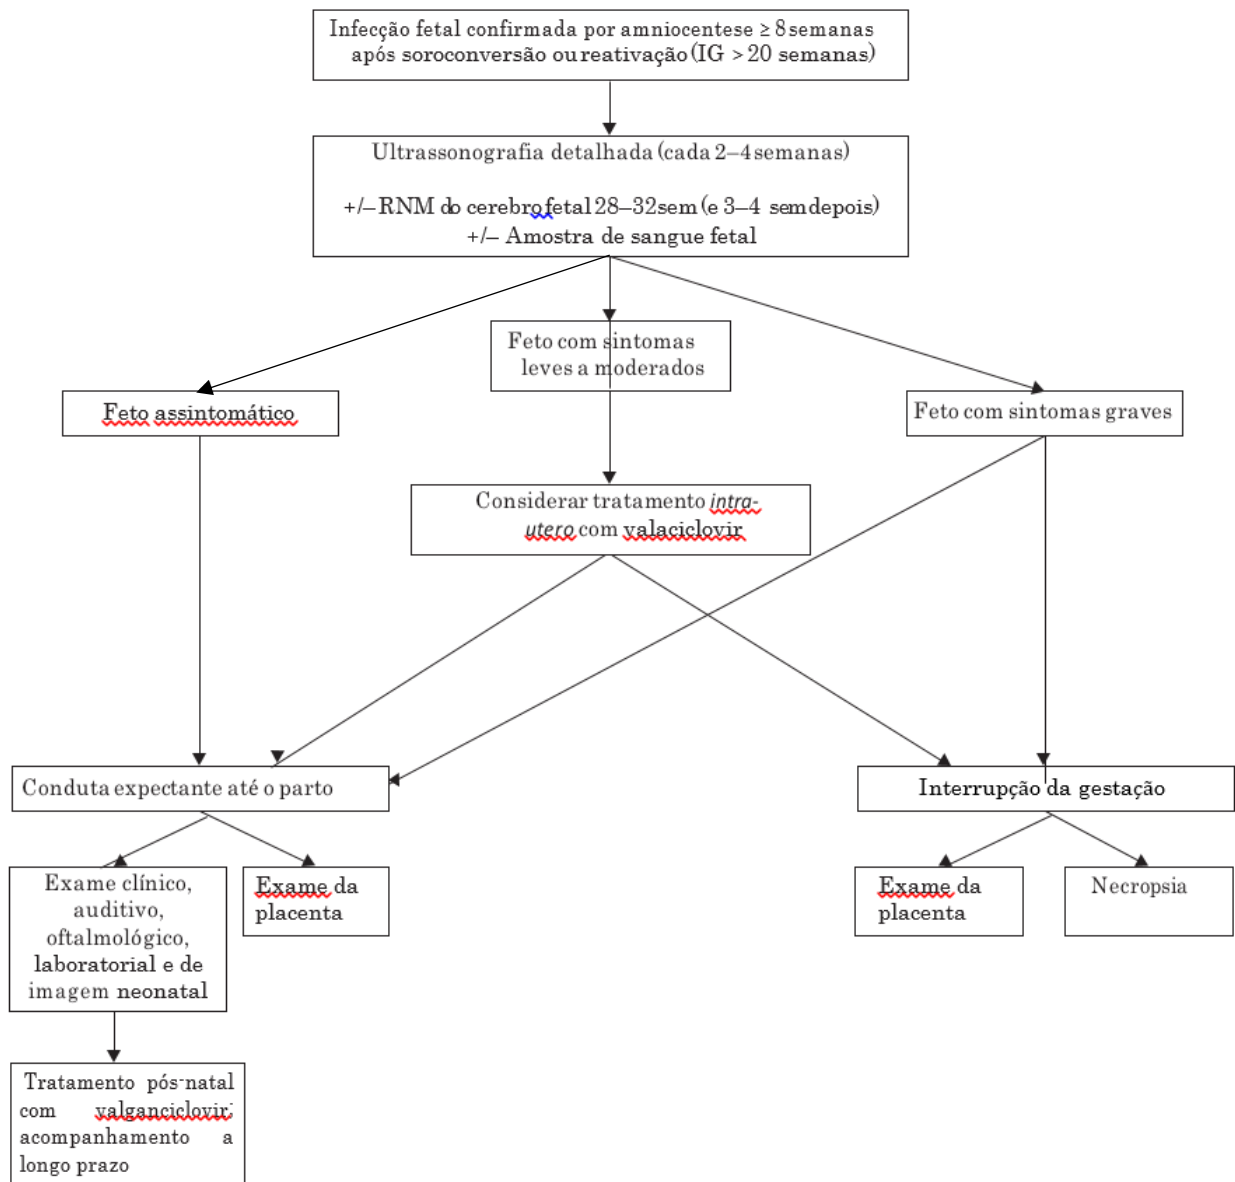 Infecção fetal confirmada por amniocentese ≥ 8 semanas
após soroconversão ou reativação (IG > 20 semanas)
Ultrassonografia detalhada (cada 2–4 semanas)
+/– RNM do cerebro fetal 28–32 sem (e 3–4 sem depois)
+/– Amostra de sangue fetal
Feto com sintomas
leves a moderados
Feto assintomático
Feto com sintomas graves
Considerar tratamento intra-
utero com valaciclovir
Conduta expectante até o parto
Interrupção da gestação
Exame clínico,
auditivo,
oftalmológico,
laboratorial e de
imagem neonatal
Exame da
placenta
Exame da
placenta
Necropsia
Tratamento pós-natal
com valganciclovir;
acompanhamento a
longo prazo